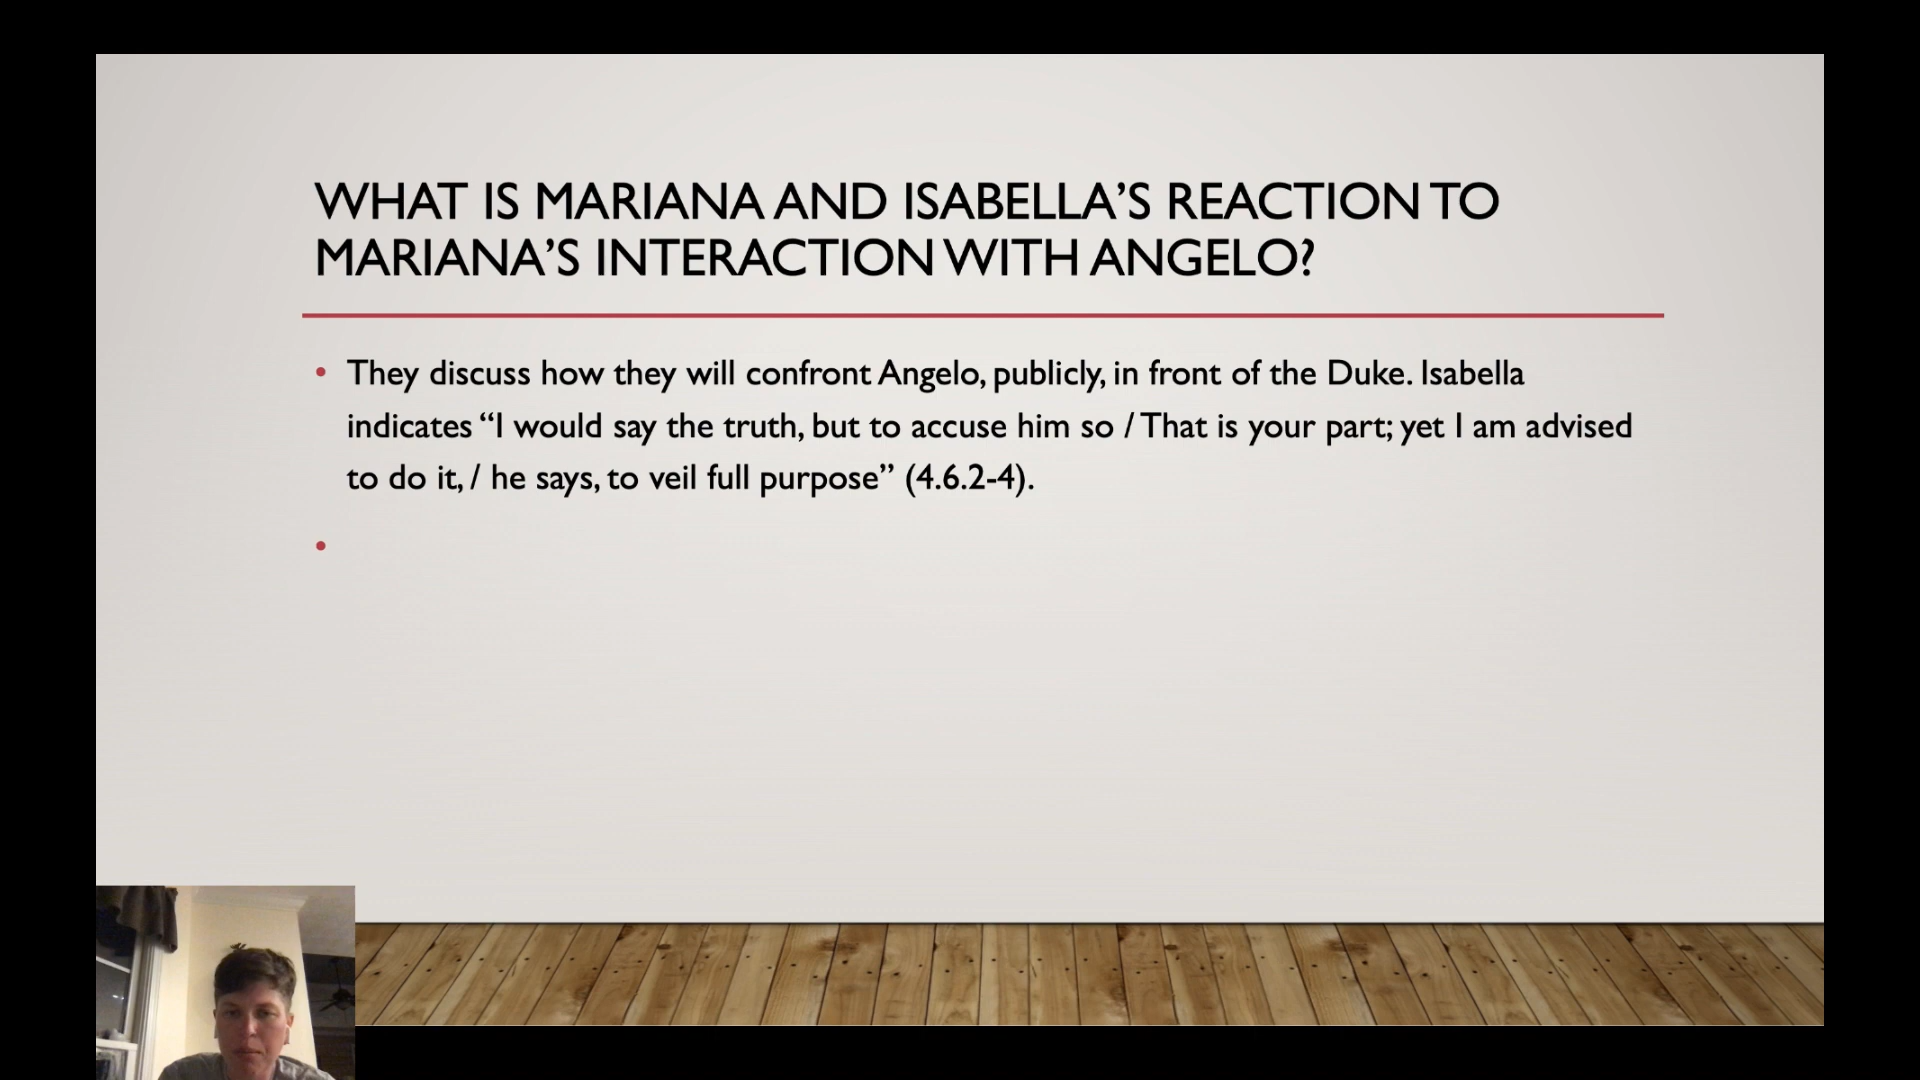 WHAT IS MARIANA AND ISABELLA’S REACTION TO
MARIANA’S INTERACTION WITH ANGELO?
• They discuss how they will confront Angelo, publicly, in front of the Duke. Isabella
indicates “I would say the truth, but to accuse him so / That is your part; yet I am advised
to do it, / he says, to veil full purpose” (4.6.2-4).
•